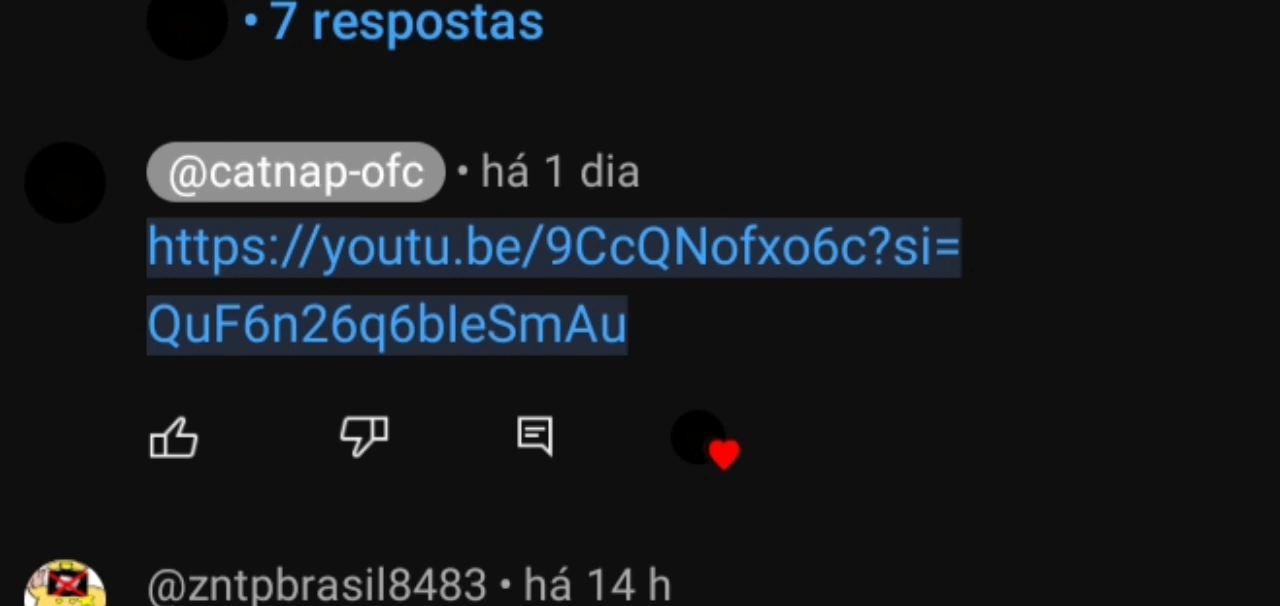 • 7 respostas
@catnap-ofc • há 1 dia
https://youtu.be/9CcQNofxo6c?si=
QuF6n26q6bIeSmAu
@zntpbrasil8483 • há 14 h